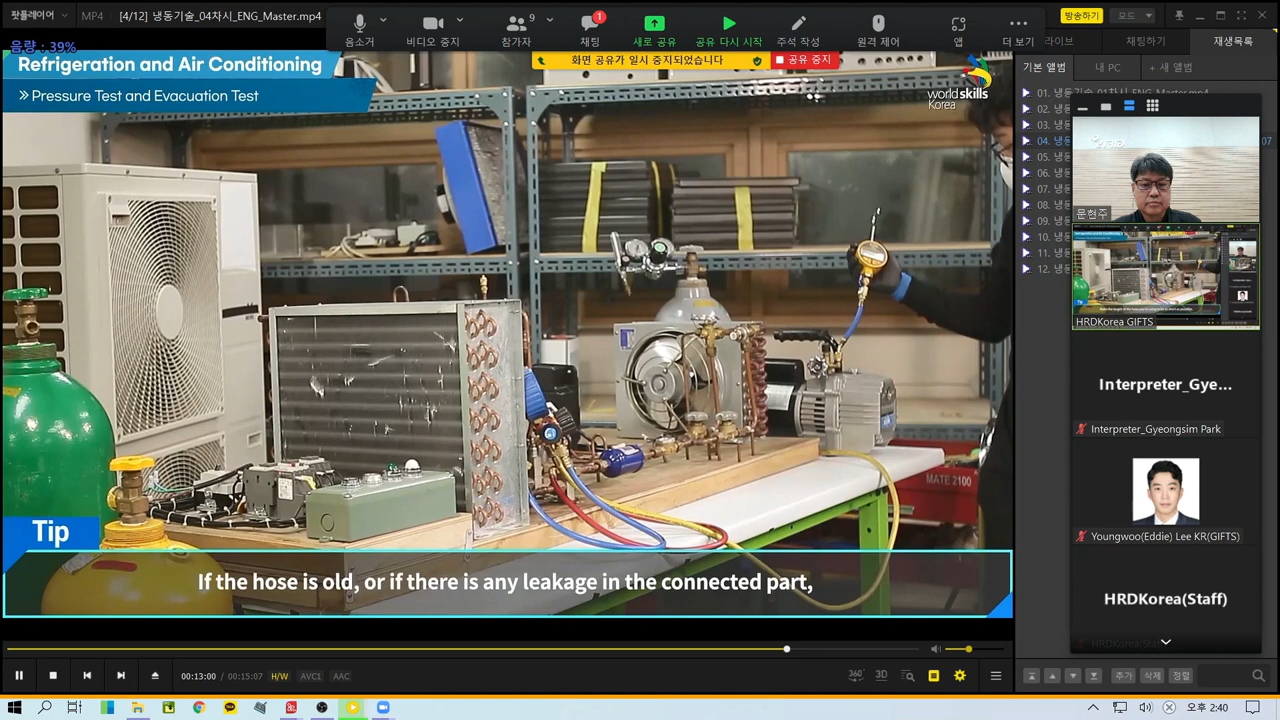 팟플레이어
MP4
[4/12] 냉동기술_04차시_ENG_Master.mp4
음량 : 39%
음소거
비디오 중지
9
참가자
1
채팅
새로 공유
공유 다시 시작
주석 작성
원격 제어
앱
더 보기
방송하기
모드
라이브
채팅하기
재생목록
화면 공유가 일시 중지되었습니다
공유 중지
Refrigeration and Air Conditioning
Pressure Test and Evacuation Test
world skills
Korea
기본 앨범
내 PC
+ 새 앨범
01. 냉동기술_01차시_ENG_Master.mp4
02. 냉동
03. 냉동
04. 냉동
07
05. 냉동
06. 냉동
07. 냉동
08. 냉동
09. 냉동
10. 냉동
11. 냉동
12. 냉동
문현주
HRDKorea GIFTS
Interpreter_Gye...
Interpreter_Gyeongsim Park
Youngwoo(Eddie) Lee KR(GIFTS)
HRDKorea(Staff)
HRDKorea(Staff)
MATE 2100
Tip
If the hose is old, or if there is any leakage in the connected part,
00:13:00 / 00:15:07
H/W
AVC1
AAC
360°
3D
추가
삭제
정렬
오후 2:40